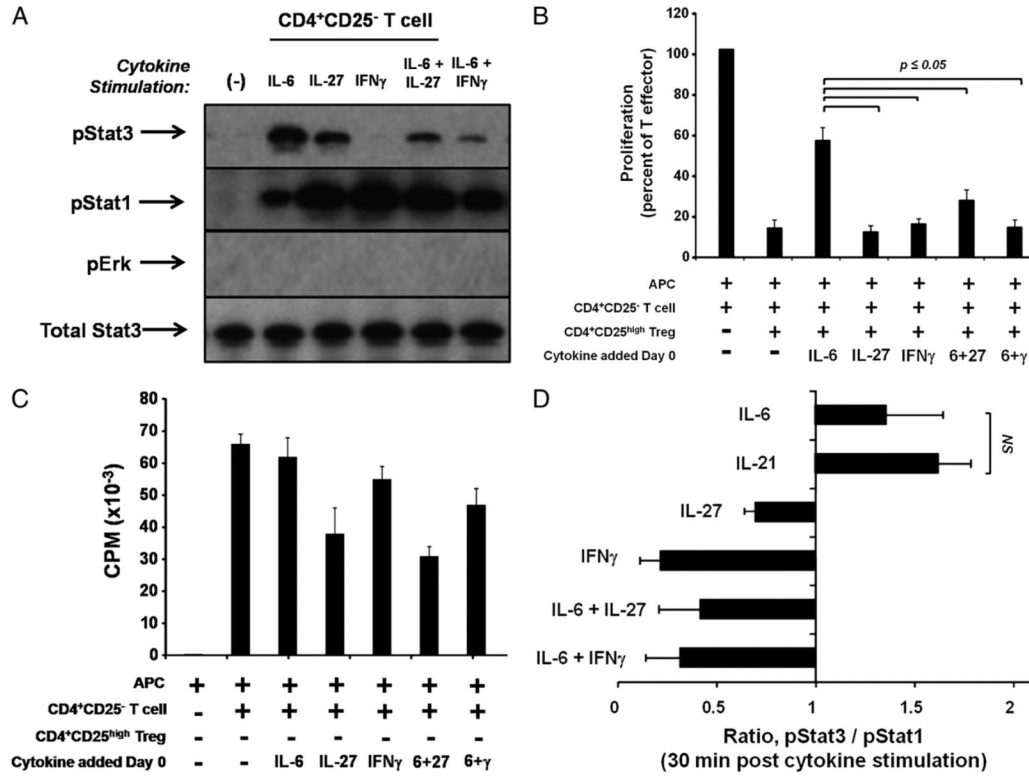 A
CD4⁺CD25⁻ T cell
Cytokine
Stimulation:
(-) IL-6 IL-27 IFNγ IL-6 + IL-27 IL-6 + IFNγ
pStat3
pStat1
pErk
Total Stat3
B
Proliferation
(percent of T effector)
120
100
80
60
40
20
0
p ≤ 0.05
APC + + + + + + +
CD4⁺CD25⁻ T cell + + + + + + +
CD4⁺CD25ʰⁱᵍʰ Treg - + + + + + +
Cytokine added Day 0 - - IL-6 IL-27 IFNγ 6+27 6+γ
C
CPM (x10⁻³)
80
70
60
50
40
30
20
10
0
APC + + + + + + +
CD4⁺CD25⁻ T cell - + + + + + +
CD4⁺CD25ʰⁱᵍʰ Treg - - - - - - -
Cytokine added Day 0 - - IL-6 IL-27 IFNγ 6+27 6+γ
D
IL-6
IL-21
NS
IL-27
IFNγ
IL-6 + IL-27
IL-6 + IFNγ
0 0.5 1 1.5 2
Ratio, pStat3 / pStat1
(30 min post cytokine stimulation)